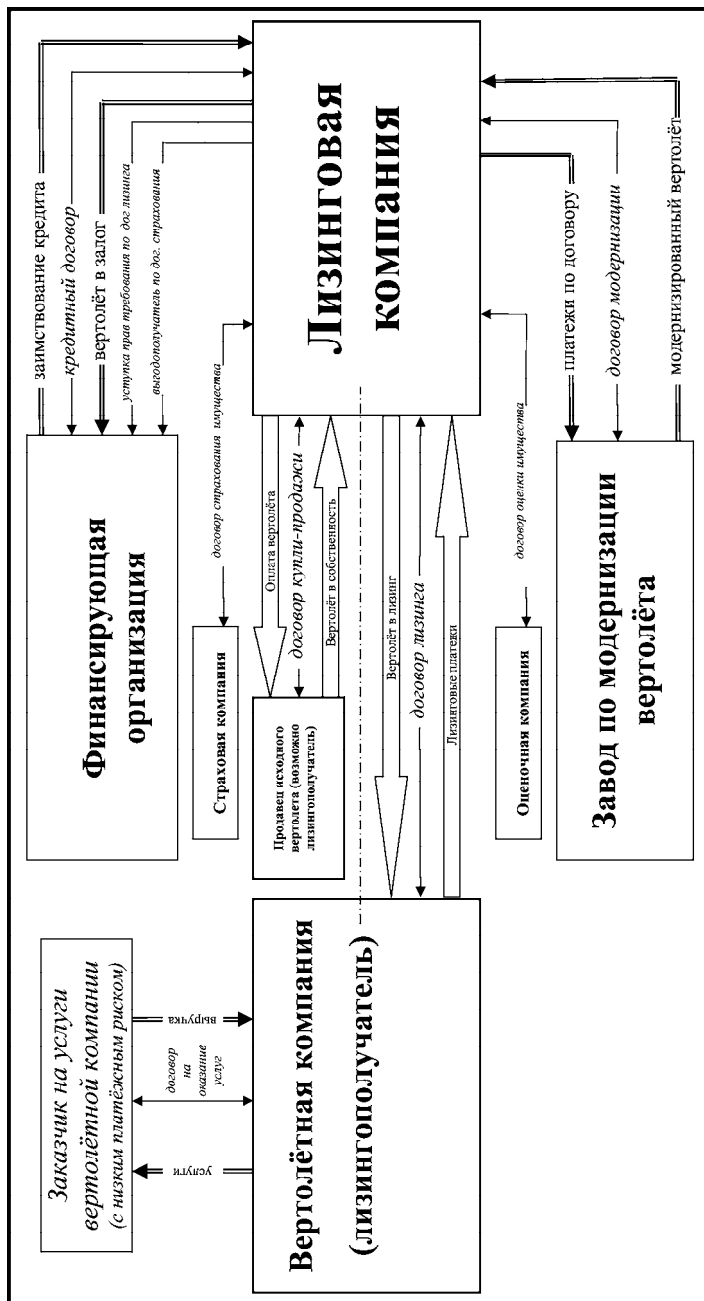 Заказчик на услуги
вертолётной компании
(с низким платёжным риском)
услуги
договор
на
оказание
услуг
выручка
Вертолётная компания
(лизингополучатель)
Финансирующая
организация
заимствование кредита
кредитный договор
вертолёт в залог
уступка прав требования по дог лизинга
выгодополучатель по дог. страхования
Страховая компания
договор страхования имущества
Продавец исходного
вертолета (возможно
лизингополучатель)
Оплата вертолёта
договор купли-продажи
Вертолёт в собственность
Лизинговая
компания
Вертолёт в лизинг
договор лизинга
Лизинговые платежи
Оценочная компания
договор оценки имущества
Завод по модернизации
вертолёта
платежи по договору
договор модернизации
модернизированный вертолёт